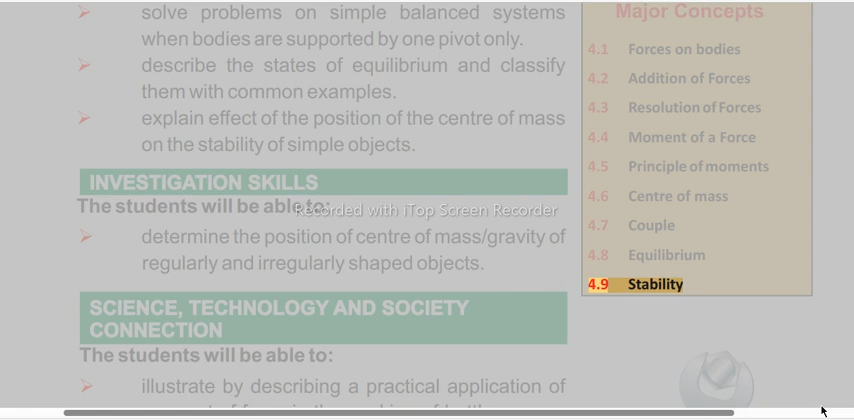 solve problems on simple balanced systems
when bodies are supported by one pivot only.
describe the states of equilibrium and classify
them with common examples.
explain effect of the position of the centre of mass
on the stability of simple objects.
INVESTIGATION SKILLS
The students will be able to:
determine the position of centre of mass/gravity of
regularly and irregularly shaped objects.
SCIENCE, TECHNOLOGY AND SOCIETY
CONNECTION
The students will be able to:
illustrate by describing a practical application of
Major Concepts
4.1 Forces on bodies
4.2 Addition of Forces
4.3 Resolution of Forces
4.4 Moment of a Force
4.5 Principle of moments
4.6 Centre of mass
4.7 Couple
4.8 Equilibrium
4.9 Stability
Recorded with iTop Screen Recorder